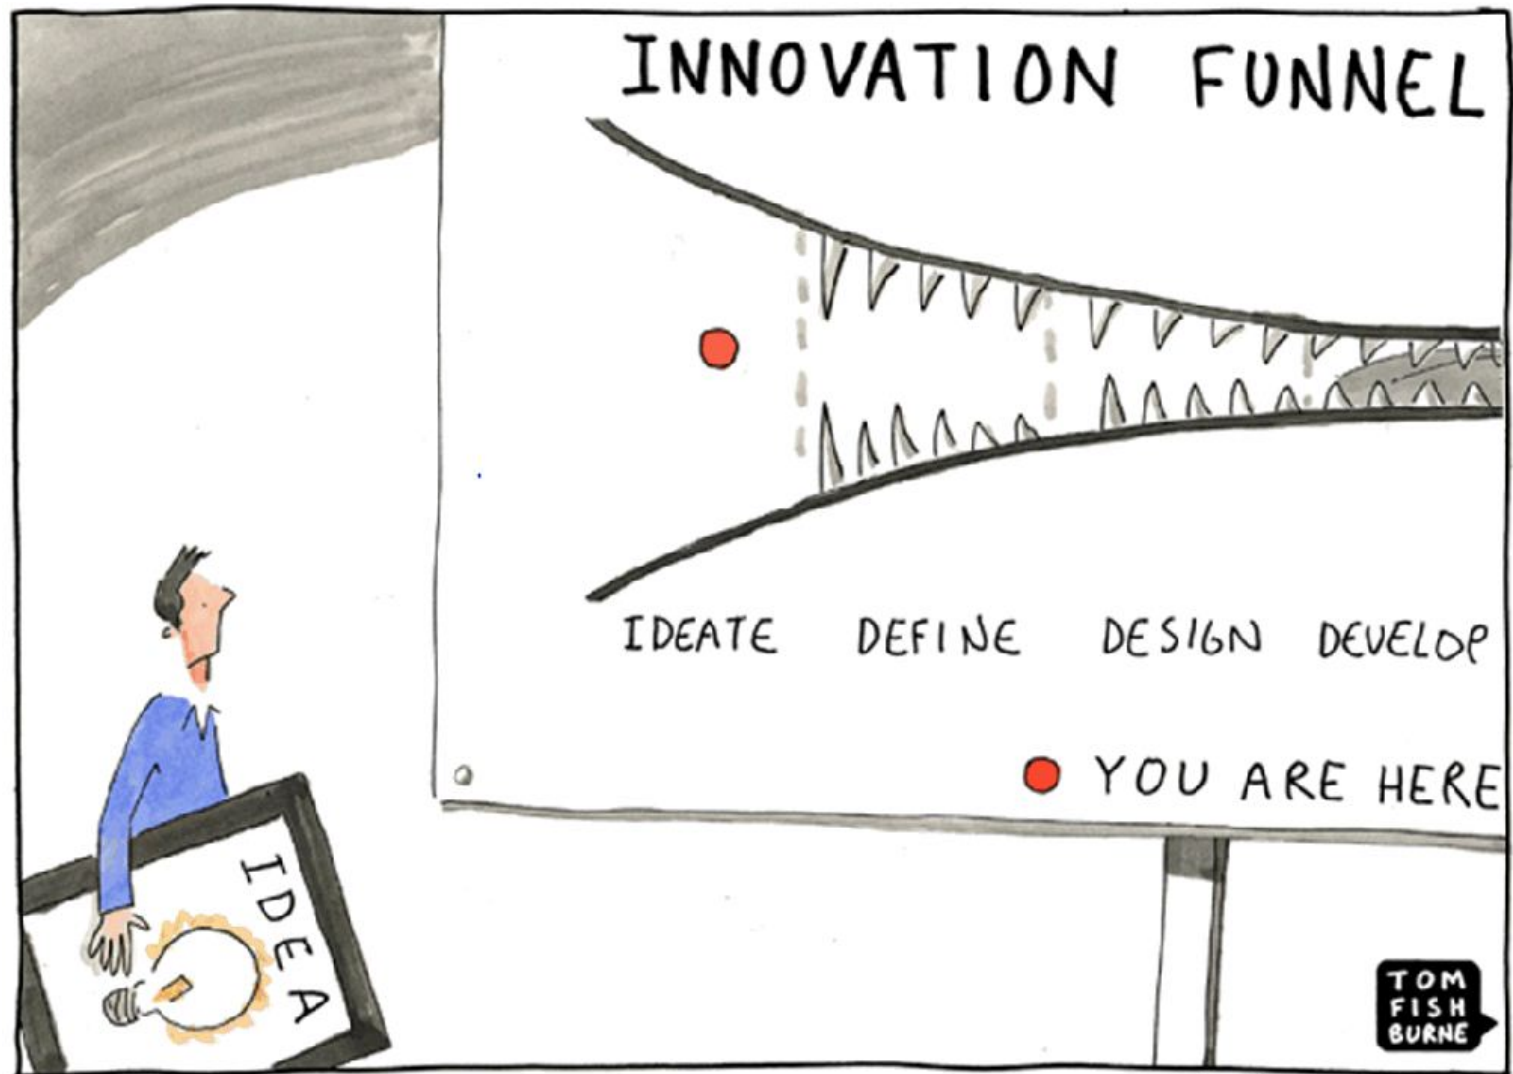 INNOVATION FUNNEL
IDEATE DEFINE DESIGN DEVELOP
YOU ARE HERE
IDEA
TOM
FISH
BURNE